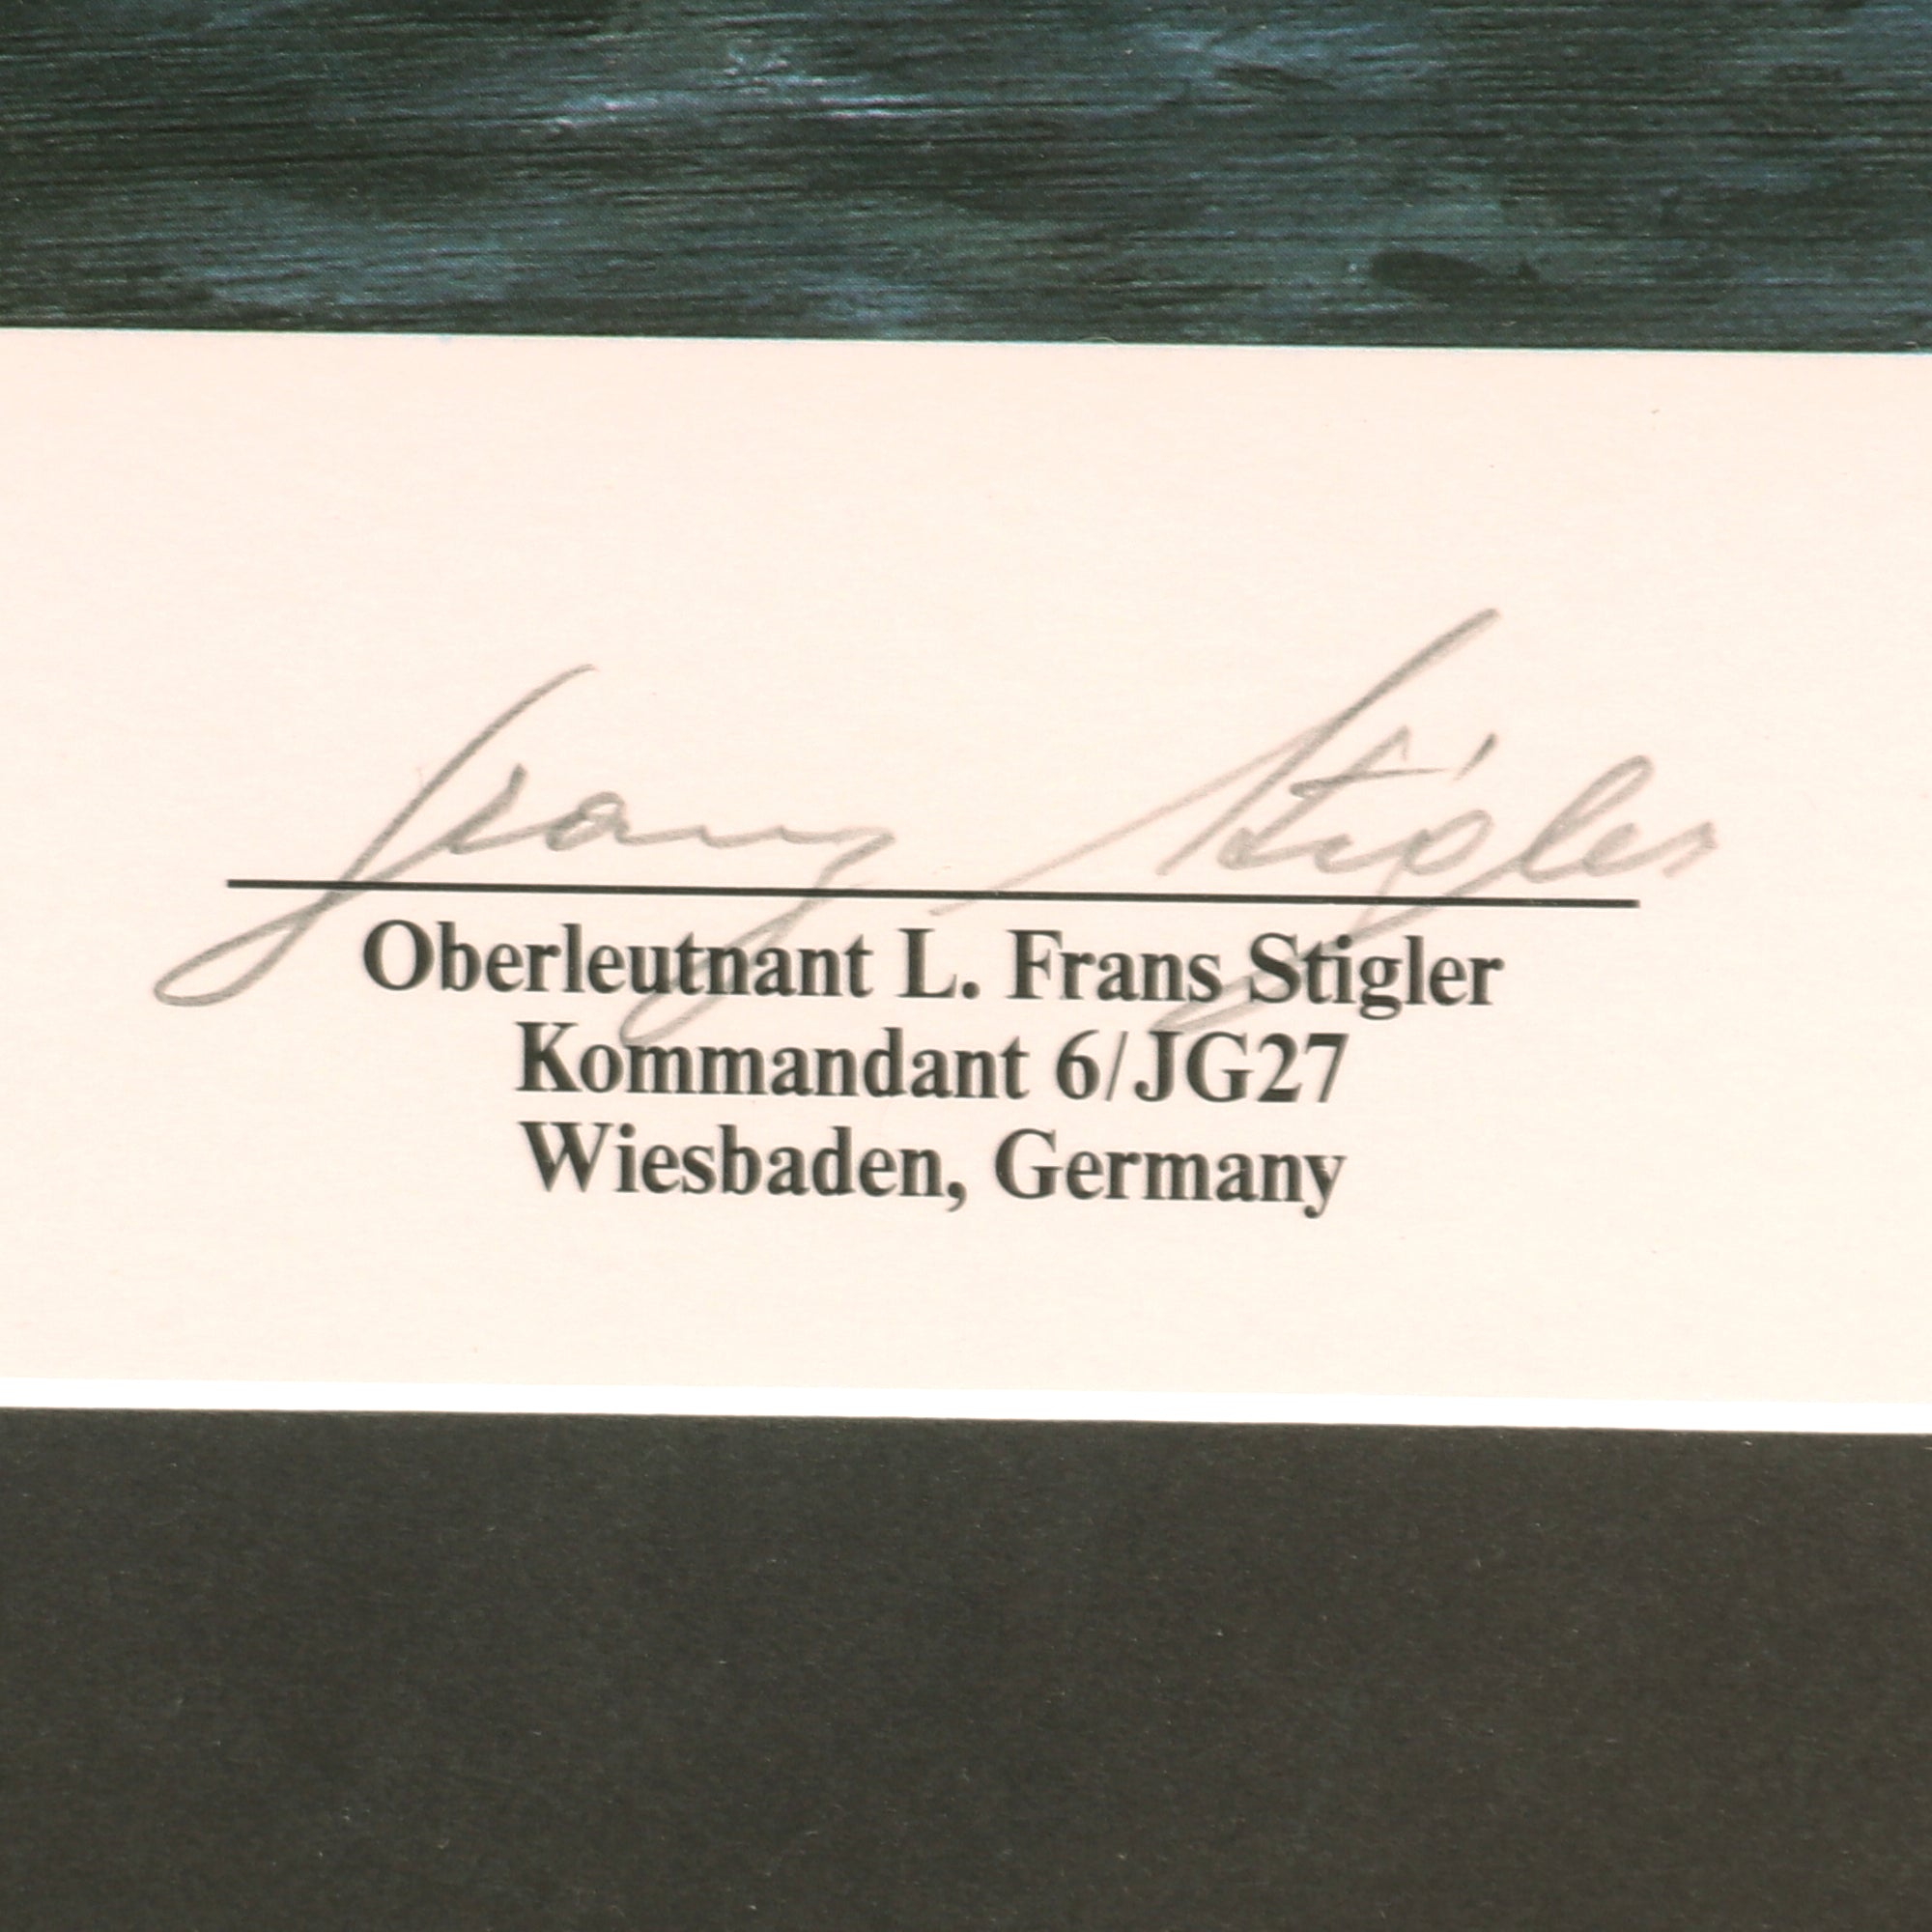 Franz Stigler
Oberleutnant L. Frans Stigler
Kommandant 6/JG27
Wiesbaden, Germany